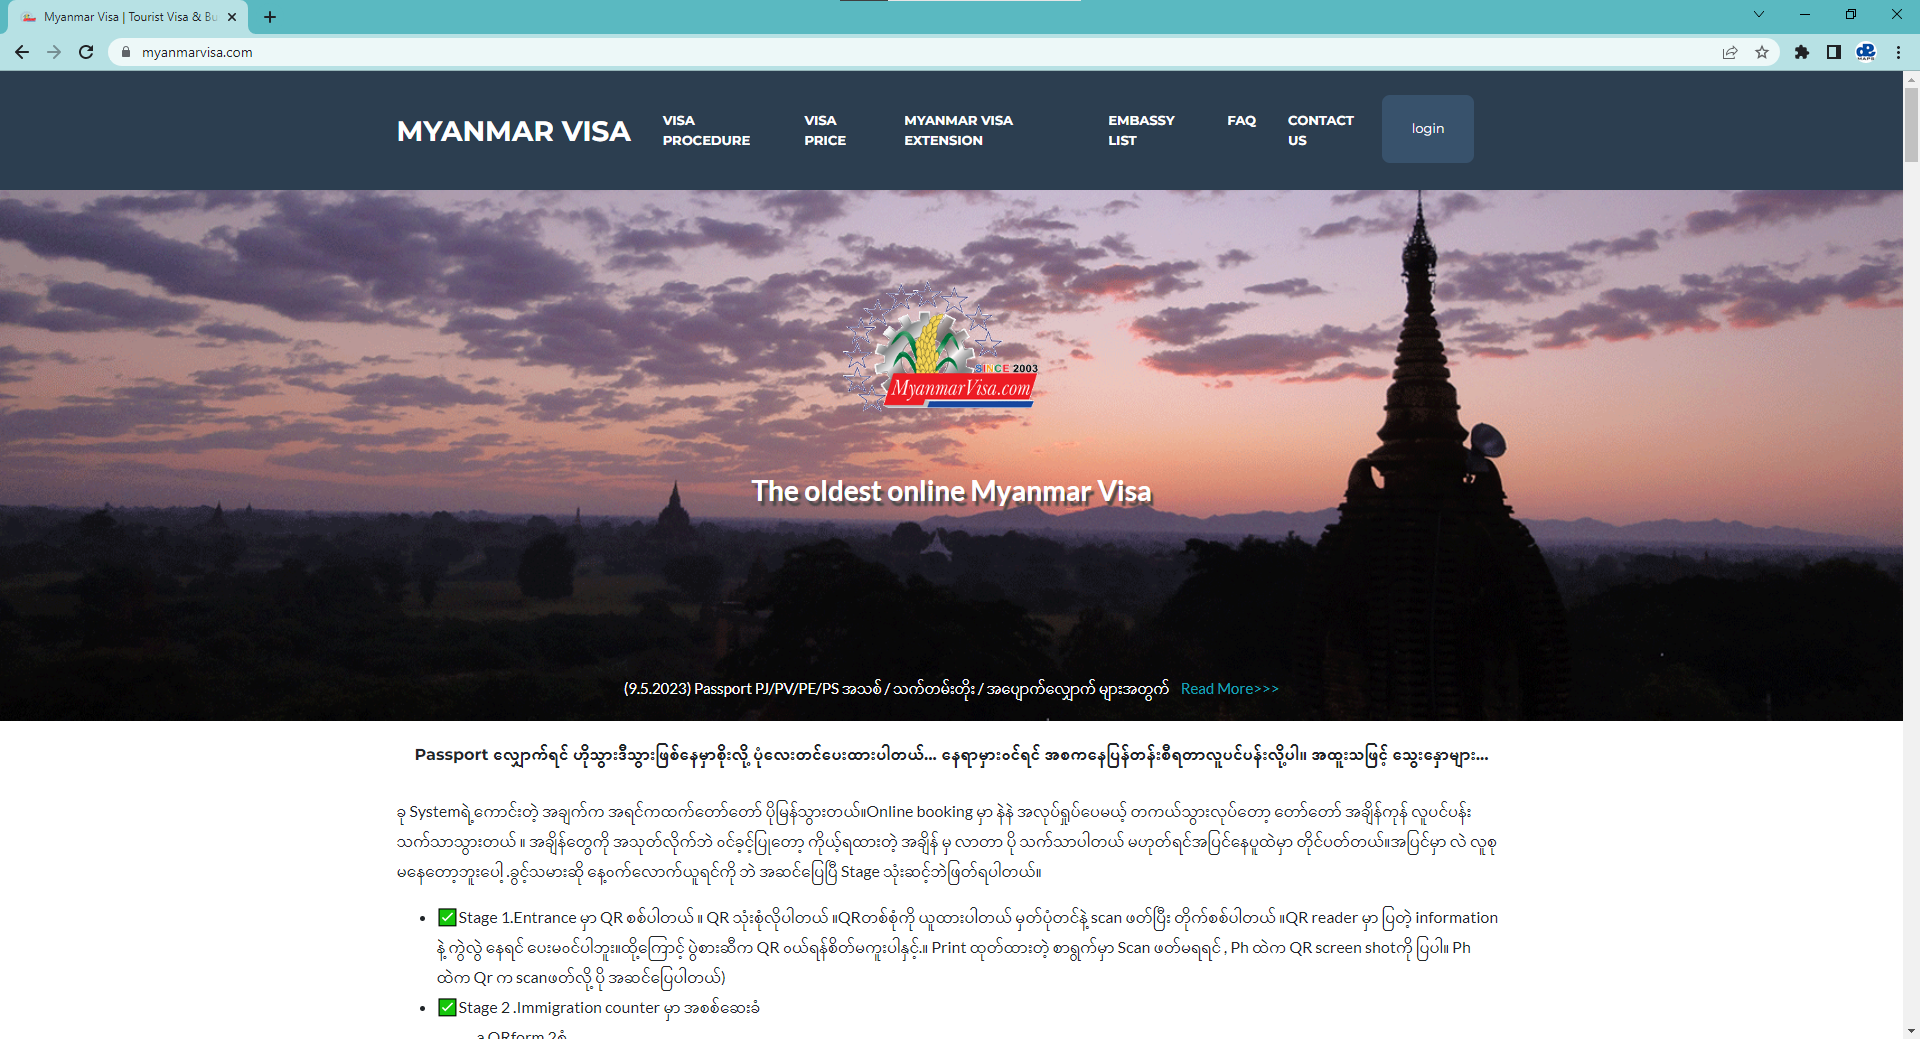 Myanmar Visa | Tourist Visa & Bu
myanmarvisa.com
MYANMAR VISA
VISA PROCEDURE
VISA PRICE
MYANMAR VISA EXTENSION
EMBASSY LIST
FAQ
CONTACT US
login
SINCE 2003
MyanmarVisa.com
The oldest online Myanmar Visa
(9.5.2023) Passport PJ/PV/PE/PS အသစ် / သက်တမ်းတိုး / အပျောက်လျှောက် များအတွက် Read More>>>
Passport လျှောက်ရင် ဟိုသွားဒီသွားဖြစ်နေမှာစိုးလို့ ပုံလေးတင်ပေးထားပါတယ်... နေရာမှားဝင်ရင် အစကနေပြန်တန်းစီရတာလူပင်ပန်းလို့ပါ။ အထူးသဖြင့် သွေးနှောများ...
ခု Systemရဲ့ကောင်းတဲ့ အချက်က အရင်ကထက်တော်တော် ပိုမြန်သွားတယ်။Online booking မှာ နဲနဲ အလုပ်ရှုပ်ပေမယ့် တကယ်သွားလုပ်တော့ တော်တော် အချိန်ကုန် လူပင်ပန်း
သက်သာသွားတယ် ။ အချိန်တွေကို အသုတ်လိုက်ဘဲ ဝင်ခွင့်ပြုတော့ ကိုယ့်ရထားတဲ့ အချိန် မှ လာတာ ပို သက်သာပါတယ် မဟုတ်ရင်အပြင်နေပူထဲမှာ တိုင်ပတ်တယ်။အပြင်မှာ လဲ လူစု
မနေတော့ဘူးပေါ့ .ခွင့်သမားဆို နေ့ဝက်လောက်ယူရင်ကို ဘဲ အဆင်ပြေပြီ Stage သုံးဆင့်ဘဲဖြတ်ရပါတယ်။
• ✅Stage 1.Entrance မှာ QR စစ်ပါတယ် ။ QR သုံးစုံလိုပါတယ် ။QRတစ်စုံကို ယူထားပါတယ် မှတ်ပုံတင်နဲ့ scan ဖတ်ပြီး တိုက်စစ်ပါတယ် ။QR reader မှာ ပြတဲ့ information
နဲ့ ကွဲလွဲ နေရင် ပေးမဝင်ပါဘူး။ထို့ကြောင့် ပွဲစားဆီက QR ဝယ်ရန်စိတ်မကူးပါနှင့်.။ Print ထုတ်ထားတဲ့ စာရွက်မှာ Scan ဖတ်မရရင် , Ph ထဲက QR screen shotကို ပြပါ။ Ph
ထဲက Qr က scanဖတ်လို့ ပို အဆင်ပြေပါတယ်)
• ✅Stage 2 .Immigration counter မှာ အစစ်ဆေးခံ
a.QRform 2စုံ